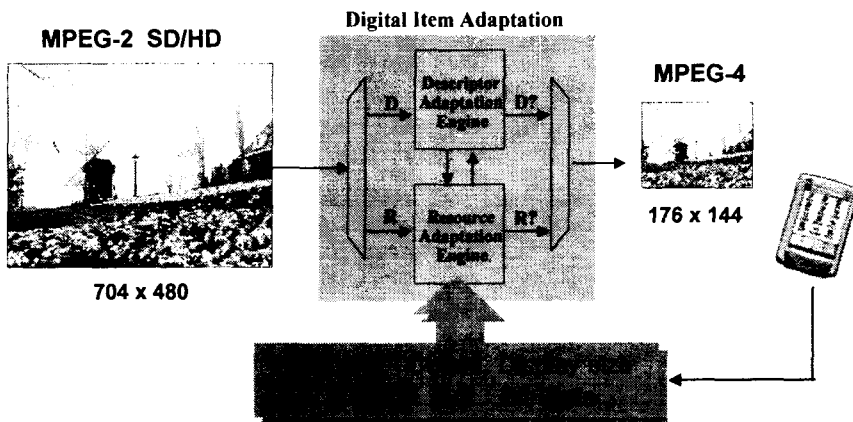 Digital Item Adaptation
MPEG-2 SD/HD
MPEG-4
D
Descriptor
Adaptation
Engine
D?
R
Resource
Adaptation
Engine
R?
704 x 480
176 x 144